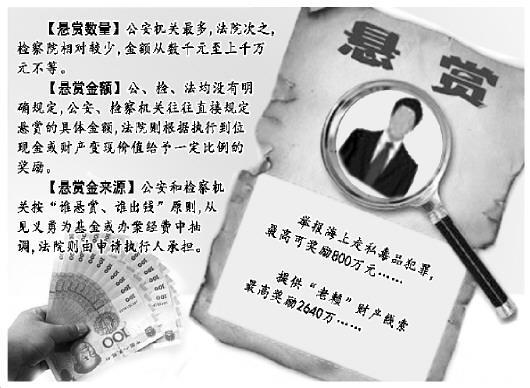 【悬赏数量】公安机关最多,法院次之,
检察院相对较少,金额从数千元至上千万
元不等。
【悬赏金额】公、检、法均没有明
确规定,公安、检察机关往往直接规定
悬赏的具体金额,法院则根据执行到位
现金或财产变现价值给予一定比例的
奖励。
【悬赏金来源】公安和检察机
关按“谁悬赏、谁出钱”原则,从
见义勇为基金或办案经费中抽
调,法院则由申请执行人承担。
悬赏
举报海上走私毒品犯罪,
最高可奖励800万元……
提供“老赖”财产线索
最高奖励2640万……
100
100
100